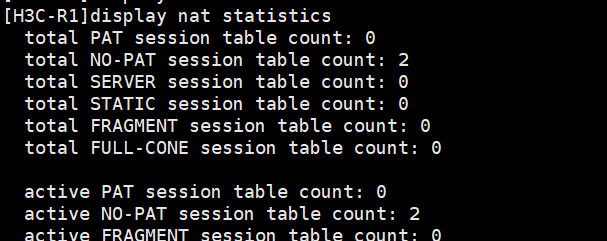 [H3C-R1]display nat statistics
total PAT session table count: 0
total NO-PAT session table count: 2
total SERVER session table count: 0
total STATIC session table count: 0
total FRAGMENT session table count: 0
total FULL-CONE session table count: 0
active PAT session table count: 0
active NO-PAT session table count: 2
active FRAGMENT session table count: 0